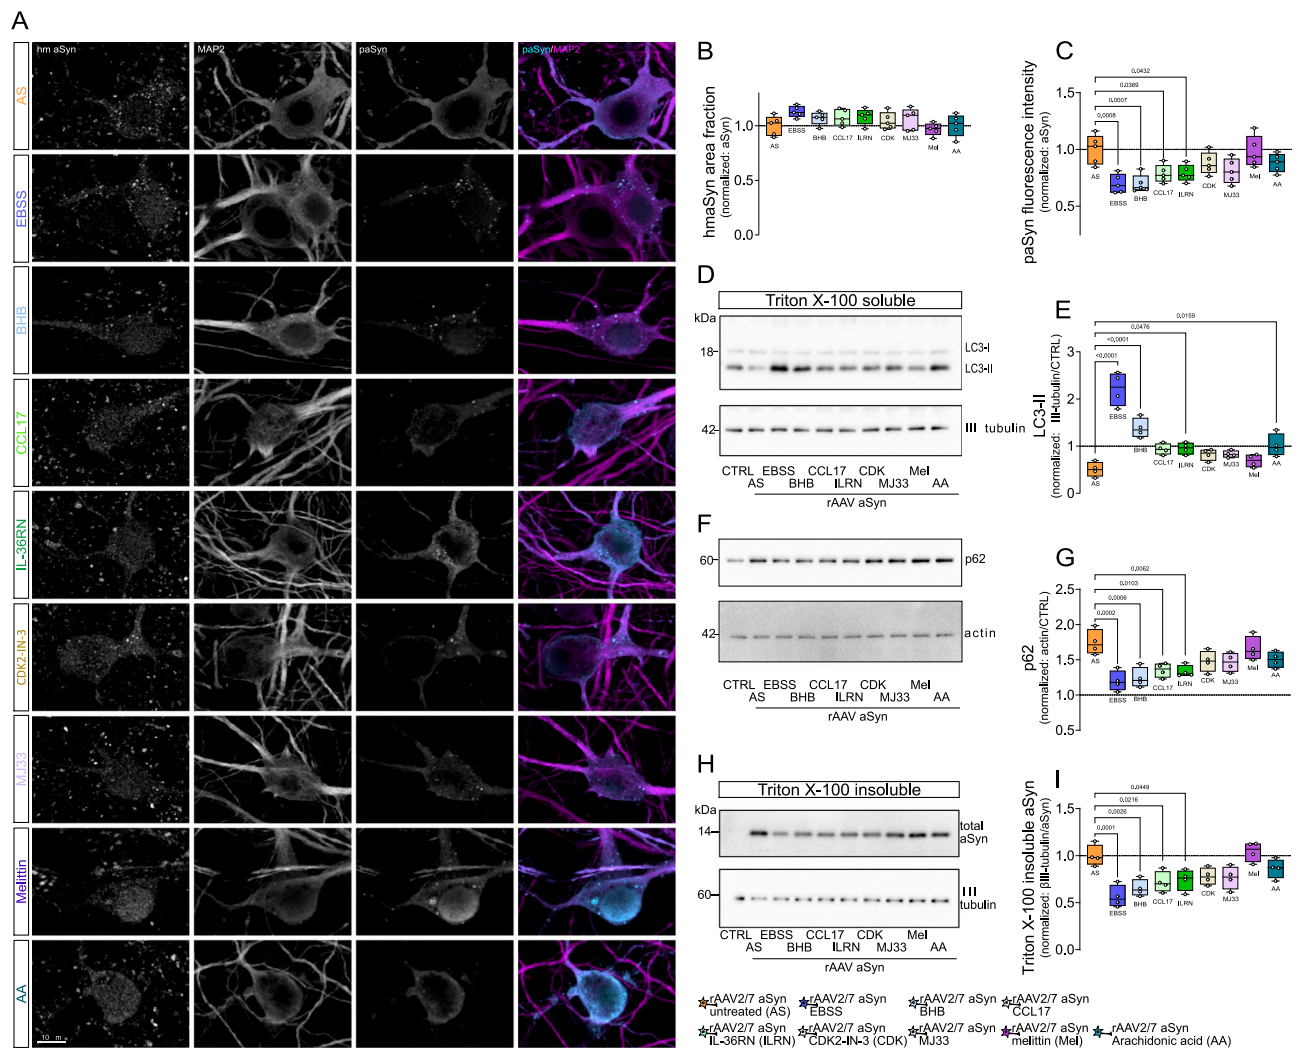 A
hm aSyn
MAP2
paSyn
paSyn/MAP2
AS
EBSS
BHB
CCL17
IL-36RN
CDK2-IN-3
MJ33
Melittin
AA
10 m
B
hmaSyn area fraction
(normalized: aSyn)
1.0
0.5
0.0
AS
EBSS
BHB
CCL17
ILRN
CDK
MJ33
Mel
AA
C
paSyn fluorescence intensity
(normalized: aSyn)
1.5
1.0
0.5
0.0432
0.0369
0.0007
0.0008
AS
EBSS
BHB
CCL17
ILRN
CDK
MJ33
Mel
AA
D
Triton X-100 soluble
kDa
18
LC3-I
LC3-II
42
III tubulin
CTRL EBSS CCL17 CDK Mel
AS BHB ILRN MJ33 AA
rAAV aSyn
E
LC3-II
(normalized: III-tubulin/CTRL)
3
2
1
0
0.0159
0.0476
<0.0001
<0.0001
AS
EBSS
BHB
CCL17
ILRN
CDK
MJ33
Mel
AA
F
60
p62
42
actin
CTRL EBSS CCL17 CDK Mel
AS BHB ILRN MJ33 AA
rAAV aSyn
G
p62
(normalized: actin/CTRL)
2.5
2.0
1.5
1.0
0.5
0.0062
0.0103
0.0006
0.0002
AS
EBSS
BHB
CCL17
ILRN
CDK
MJ33
Mel
AA
H
Triton X-100 insoluble
kDa
14
total
aSyn
60
III
tubulin
CTRL EBSS CCL17 CDK Mel
AS BHB ILRN MJ33 AA
rAAV aSyn
I
Triton X-100 insoluble aSyn
(normalized: βIII-tubulin/aSyn)
1.5
1.0
0.5
0.0
0.0449
0.0216
0.0026
0.0001
AS
EBSS
BHB
CCL17
ILRN
CDK
MJ33
Mel
AA
rAAV2/7 aSyn
untreated (AS)
rAAV2/7 aSyn
EBSS
rAAV2/7 aSyn
BHB
rAAV2/7 aSyn
CCL17
rAAV2/7 aSyn
IL-36RN (ILRN)
rAAV2/7 aSyn
CDK2-IN-3 (CDK)
rAAV2/7 aSyn
MJ33
rAAV2/7 aSyn
melittin (Mel)
rAAV2/7 aSyn
Arachidonic acid (AA)